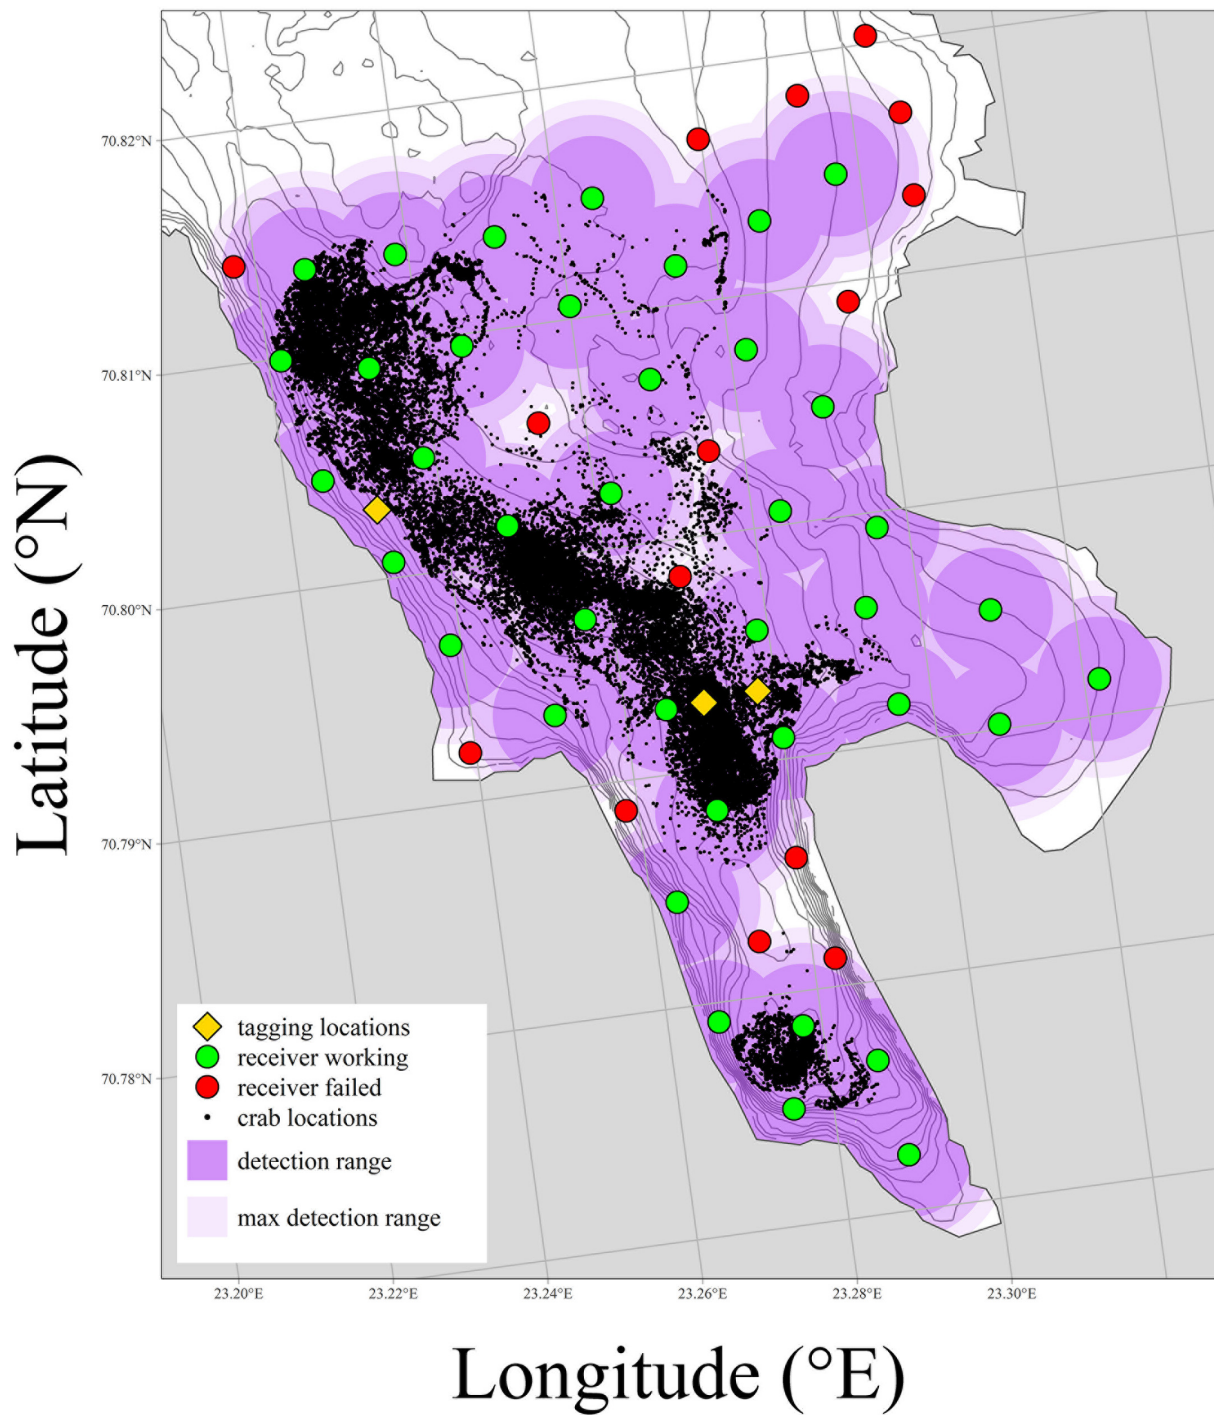 Latitude (°N)
70.82°N
70.81°N
70.80°N
70.79°N
70.78°N
tagging locations
receiver working
receiver failed
crab locations
detection range
max detection range
23.20°E
23.22°E
23.24°E
23.26°E
23.28°E
23.30°E
Longitude (°E)